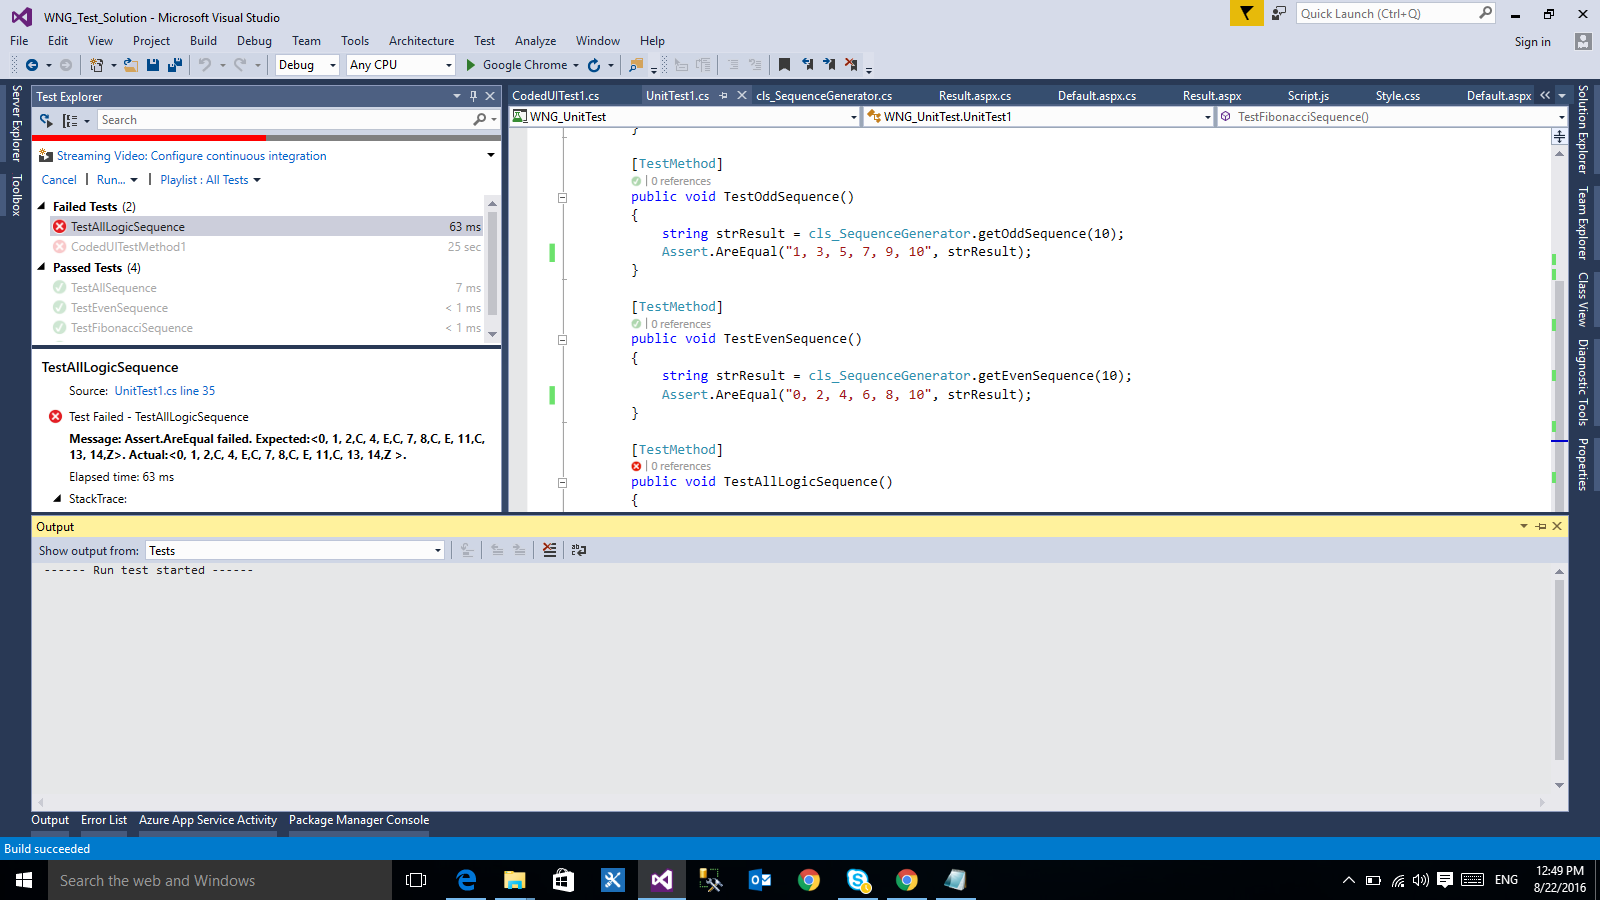 WNG_Test_Solution - Microsoft Visual Studio
Quick Launch (Ctrl+Q)
File Edit View Project Build Debug Team Tools Architecture Test Analyze Window Help
Sign in
Debug Any CPU Google Chrome
Server Explorer
Toolbox
Test Explorer
Search
Streaming Video: Configure continuous integration
Cancel Run... Playlist : All Tests
Failed Tests (2)
TestAllLogicSequence 63 ms
CodedUITestMethod1 25 sec
Passed Tests (4)
TestAllSequence 7 ms
TestEvenSequence < 1 ms
TestFibonacciSequence < 1 ms
TestAllLogicSequence
Source: UnitTest1.cs line 35
Test Failed - TestAllLogicSequence
Message: Assert.AreEqual failed. Expected:<0, 1, 2,C, 4, E,C, 7, 8,C, E, 11,C,
13, 14,Z>. Actual:<0, 1, 2,C, 4, E,C, 7, 8,C, E, 11,C, 13, 14,Z >.
Elapsed time: 63 ms
StackTrace:
CodedUITest1.cs UnitTest1.cs cls_SequenceGenerator.cs Result.aspx.cs Default.aspx.cs Result.aspx Script.js Style.css Default.aspx
WNG_UnitTest WNG_UnitTest.UnitTest1 TestFibonacciSequence()
}
[TestMethod]
| 0 references
public void TestOddSequence()
{
string strResult = cls_SequenceGenerator.getOddSequence(10);
Assert.AreEqual("1, 3, 5, 7, 9, 10", strResult);
}
[TestMethod]
| 0 references
public void TestEvenSequence()
{
string strResult = cls_SequenceGenerator.getEvenSequence(10);
Assert.AreEqual("0, 2, 4, 6, 8, 10", strResult);
}
[TestMethod]
| 0 references
public void TestAllLogicSequence()
{
Solution Explorer
Team Explorer
Class View
Diagnostic Tools
Properties
Output
Show output from: Tests
------ Run test started ------
Output Error List Azure App Service Activity Package Manager Console
Build succeeded
Search the web and Windows
ENG
12:49 PM
8/22/2016